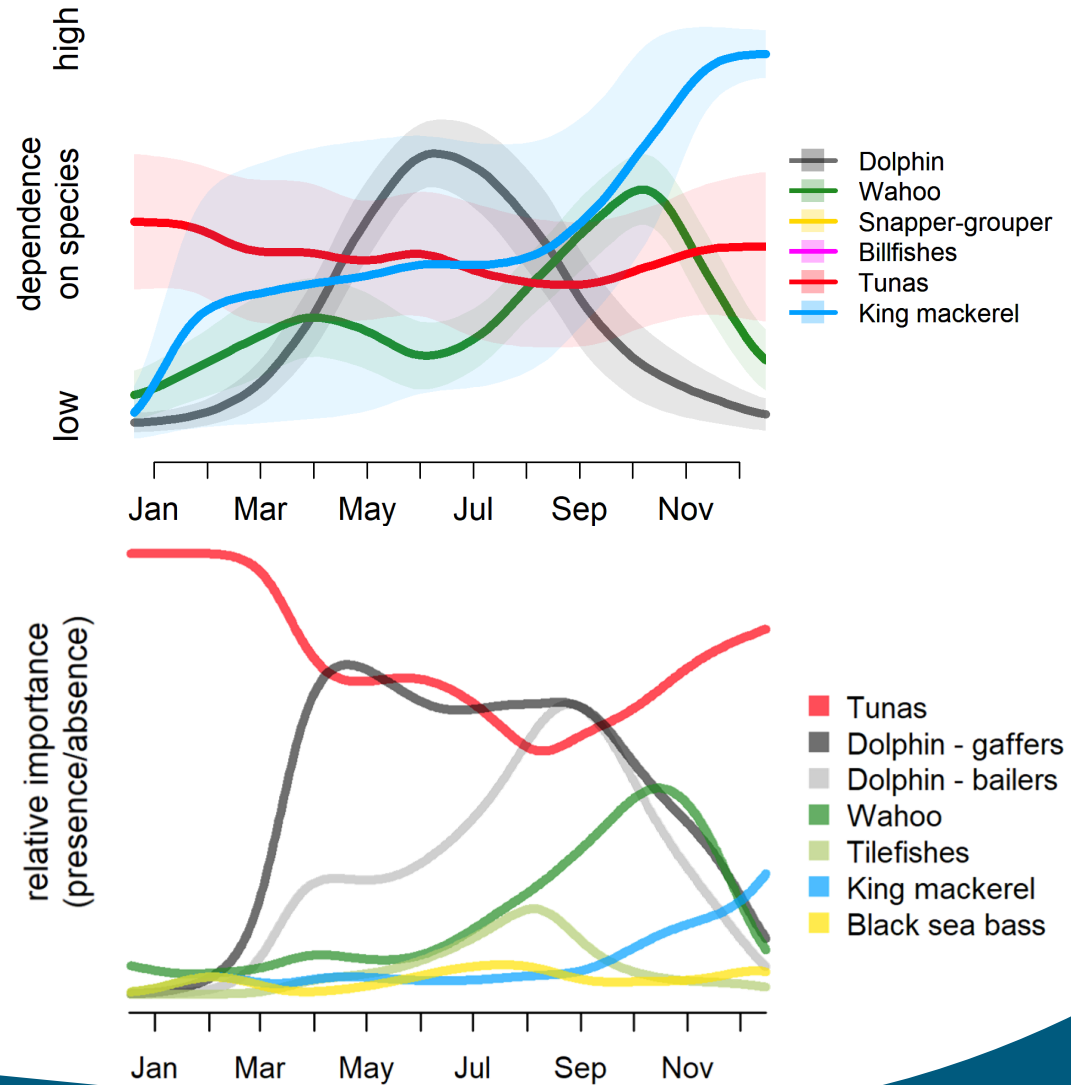 high
dependence
on species
low
Dolphin
Wahoo
Snapper-grouper
Billfishes
Tunas
King mackerel
Jan Mar May Jul Sep Nov
relative importance
(presence/absence)
Tunas
Dolphin - gaffers
Dolphin - bailers
Wahoo
Tilefishes
King mackerel
Black sea bass
Jan Mar May Jul Sep Nov